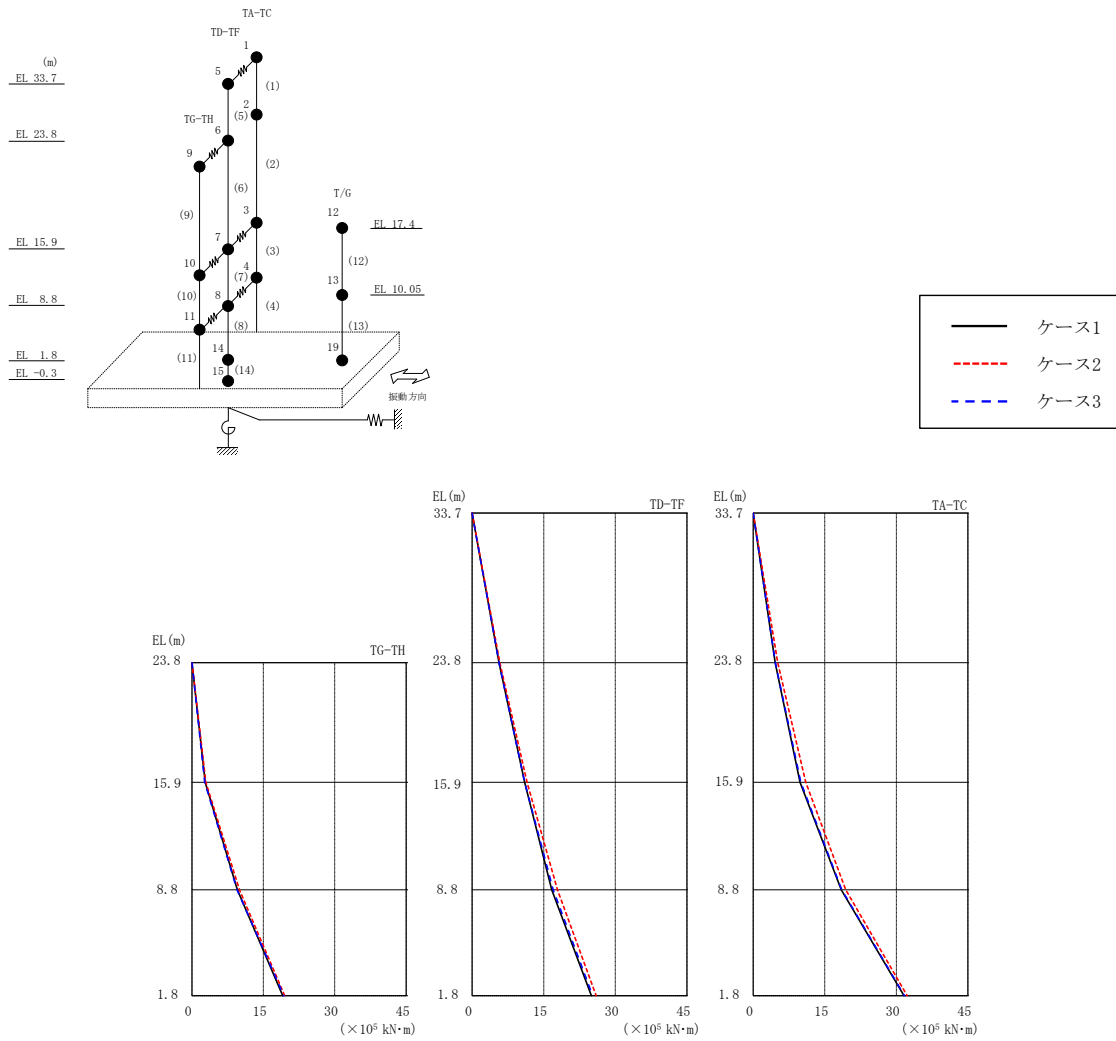 TA-TC
TD-TF
TG-TH
T/G
(m)
EL 33.7
EL 23.8
EL 15.9
EL 8.8
EL 1.8
EL -0.3
1
5
(1)
2
(5)
6
9
(2)
(6)
(9)
3
7
(3)
10
4
(7)
(10)
8
(4)
11
(8)
(11)
14
15
(14)
12
EL 17.4
(12)
13
EL 10.05
(13)
19
振動方向
ケース1
ケース2
ケース3
EL(m)
TG-TH
23.8
15.9
8.8
1.8
0
15
30
45
(×10⁵ kN·m)
EL(m)
TD-TF
33.7
23.8
15.9
8.8
1.8
0
15
30
45
(×10⁵ kN·m)
EL(m)
TA-TC
33.7
23.8
15.9
8.8
1.8
0
15
30
45
(×10⁵ kN·m)